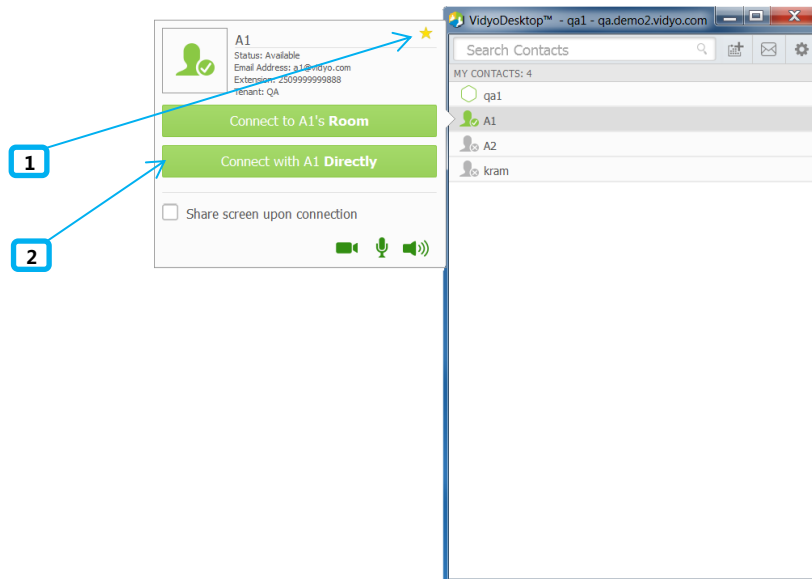 A1
Status: Available
Email Address: a1@vidyo.com
Extension: 2509999999888
Tenant: QA
Connect to A1's Room
Connect with A1 Directly
Share screen upon connection
1
2
VidyoDesktop™ - qa1 - qa.demo2.vidyo.com
Search Contacts
MY CONTACTS: 4
qa1
A1
A2
kram